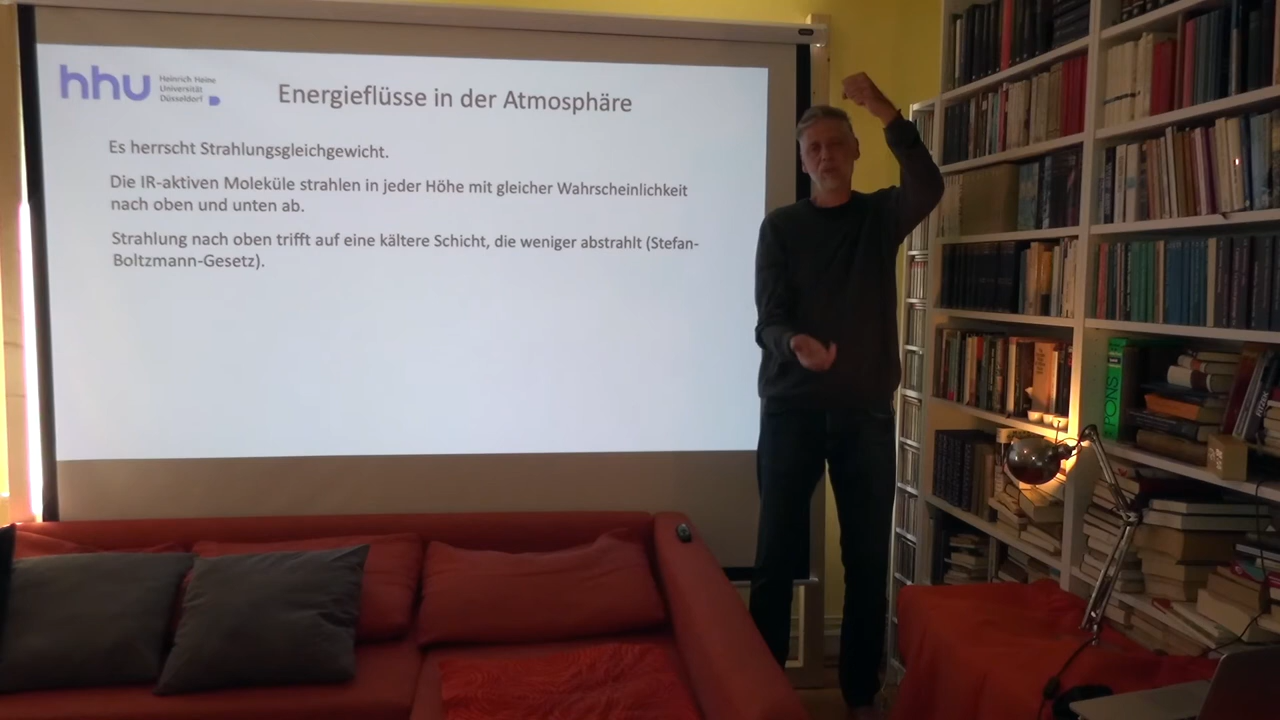 hhu
Heinrich Heine
Universität
Düsseldorf
Energieflüsse in der Atmosphäre
Es herrscht Strahlungsgleichgewicht.
Die IR-aktiven Moleküle strahlen in jeder Höhe mit gleicher Wahrscheinlichkeit
nach oben und unten ab.
Strahlung nach oben trifft auf eine kältere Schicht, die weniger abstrahlt (Stefan-
Boltzmann-Gesetz).
PONS